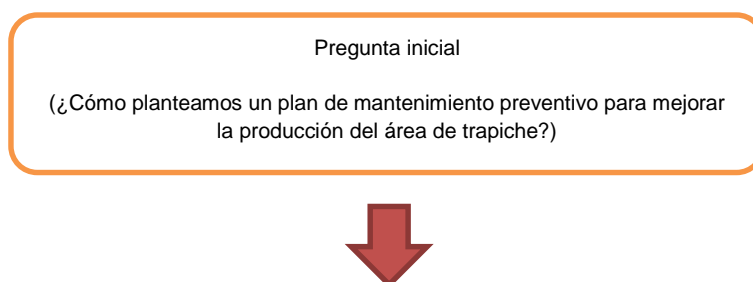 Pregunta inicial
(¿Cómo planteamos un plan de mantenimiento preventivo para mejorar
la producción del área de trapiche?)